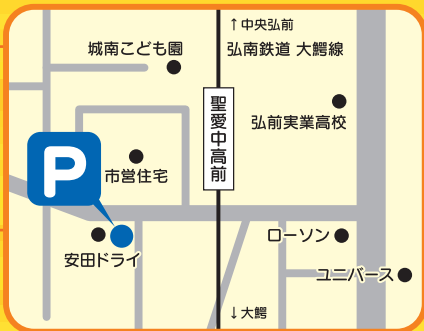 ↑中央弘前
城南こども園
弘南鉄道 大鰐線
聖愛中高前
弘前実業高校
P
市営住宅
安田ドライ
ローソン
ユニバース
↓大鰐